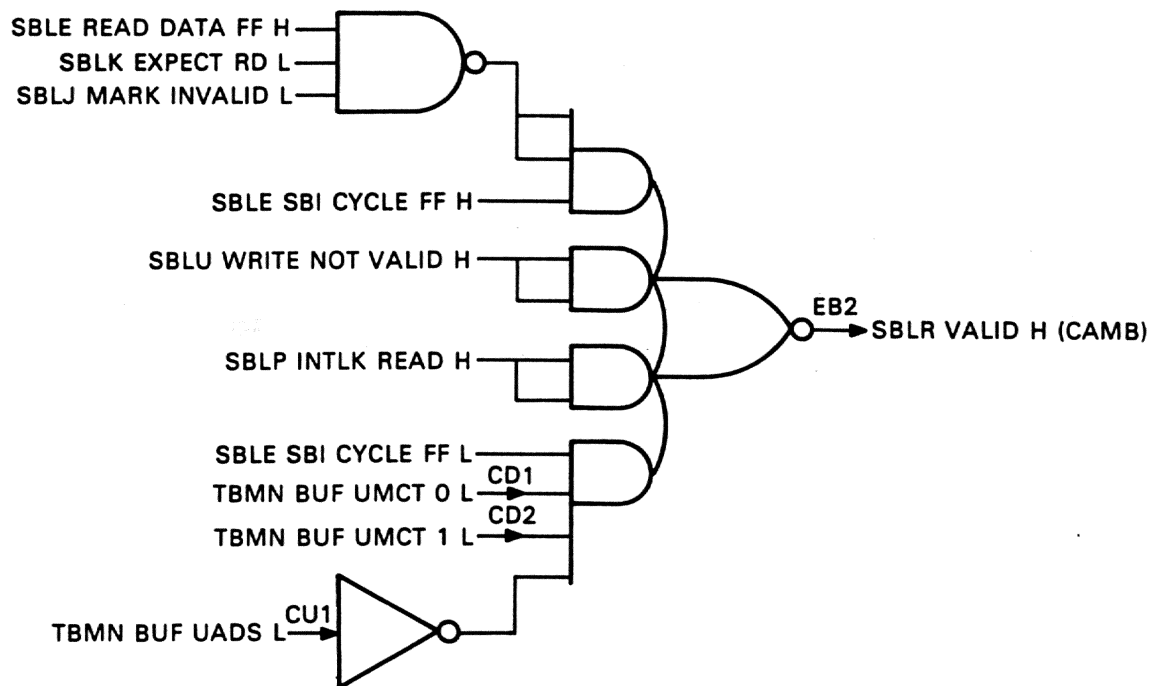 SBLE READ DATA FF H
SBLK EXPECT RD L
SBLJ MARK INVALID L
SBLE SBI CYCLE FF H
SBLU WRITE NOT VALID H
EB2
SBLR VALID H (CAMB)
SBLP INTLK READ H
SBLE SBI CYCLE FF L
CD1
TBMN BUF UMCT 0 L
CD2
TBMN BUF UMCT 1 L
CU1
TBMN BUF UADS L